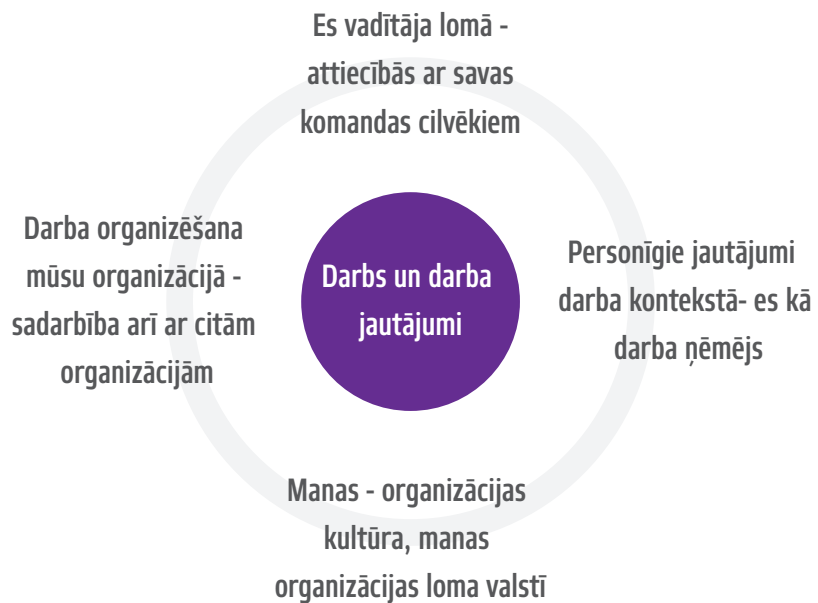 Es vadītāja lomā -
attiecībās ar savas
komandas cilvēkiem
Darba organizēšana
mūsu organizācijā -
sadarbība arī ar citām
organizācijām
Darbs un darba
jautājumi
Personīgie jautājumi
darba kontekstā- es kā
darba ņēmējs
Manas - organizācijas
kultūra, manas
organizācijas loma valstī